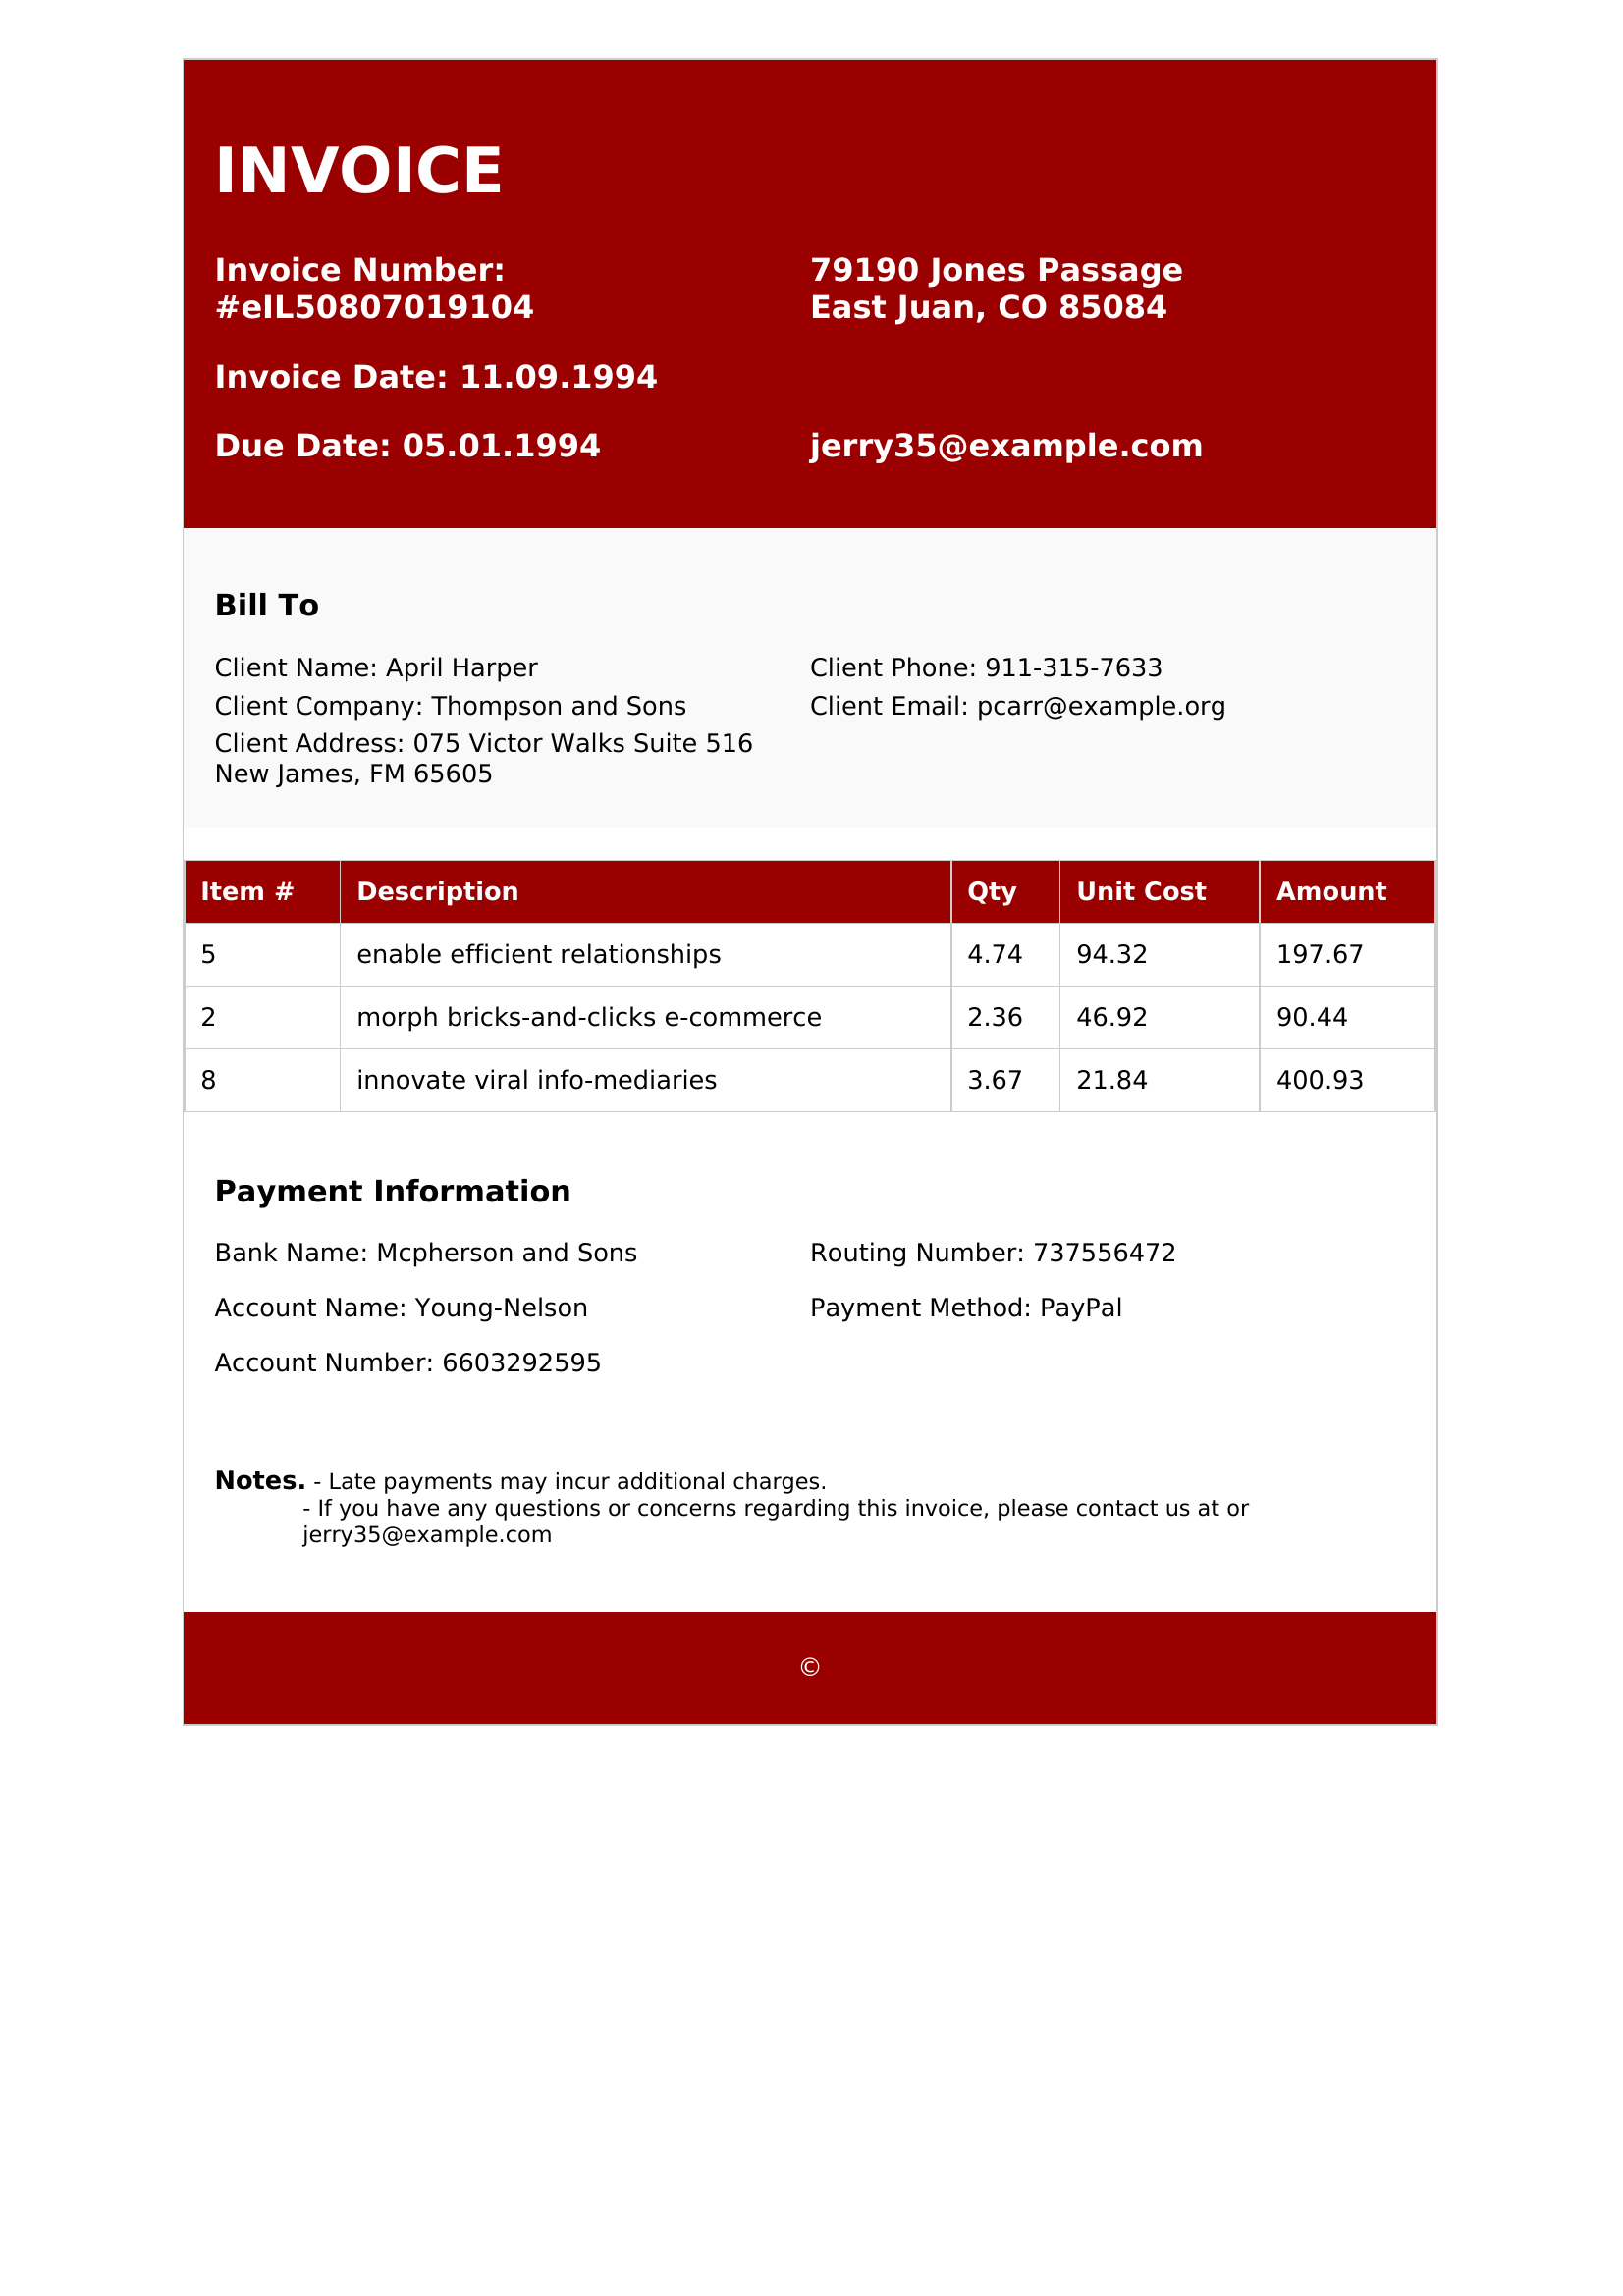 INVOICE
Invoice Number:
#eIL50807019104
79190 Jones Passage
East Juan, CO 85084
Invoice Date: 11.09.1994
Due Date: 05.01.1994
jerry35@example.com
Bill To
Client Name: April Harper
Client Phone: 911-315-7633
Client Company: Thompson and Sons
Client Email: pcarr@example.org
Client Address: 075 Victor Walks Suite 516
New James, FM 65605
Item # Description Qty Unit Cost Amount
5 enable efficient relationships 4.74 94.32 197.67
2 morph bricks-and-clicks e-commerce 2.36 46.92 90.44
8 innovate viral info-mediaries 3.67 21.84 400.93
Payment Information
Bank Name: Mcpherson and Sons
Routing Number: 737556472
Account Name: Young-Nelson
Payment Method: PayPal
Account Number: 6603292595
Notes. - Late payments may incur additional charges.
- If you have any questions or concerns regarding this invoice, please contact us at or
jerry35@example.com
©